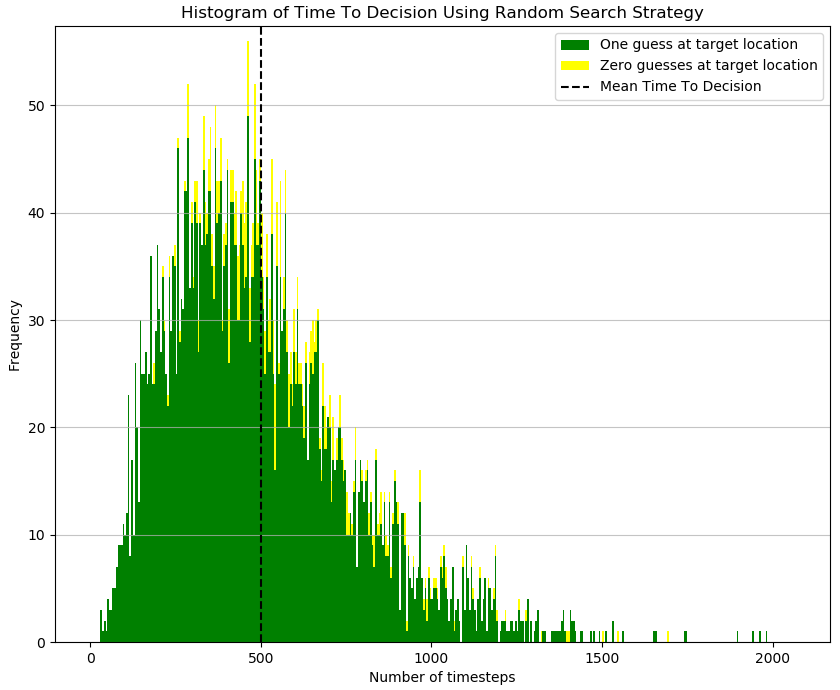 Histogram of Time To Decision Using Random Search Strategy
One guess at target location
Zero guesses at target location
Mean Time To Decision
Frequency
50
40
30
20
10
0
0 500 1000 1500 2000
Number of timesteps